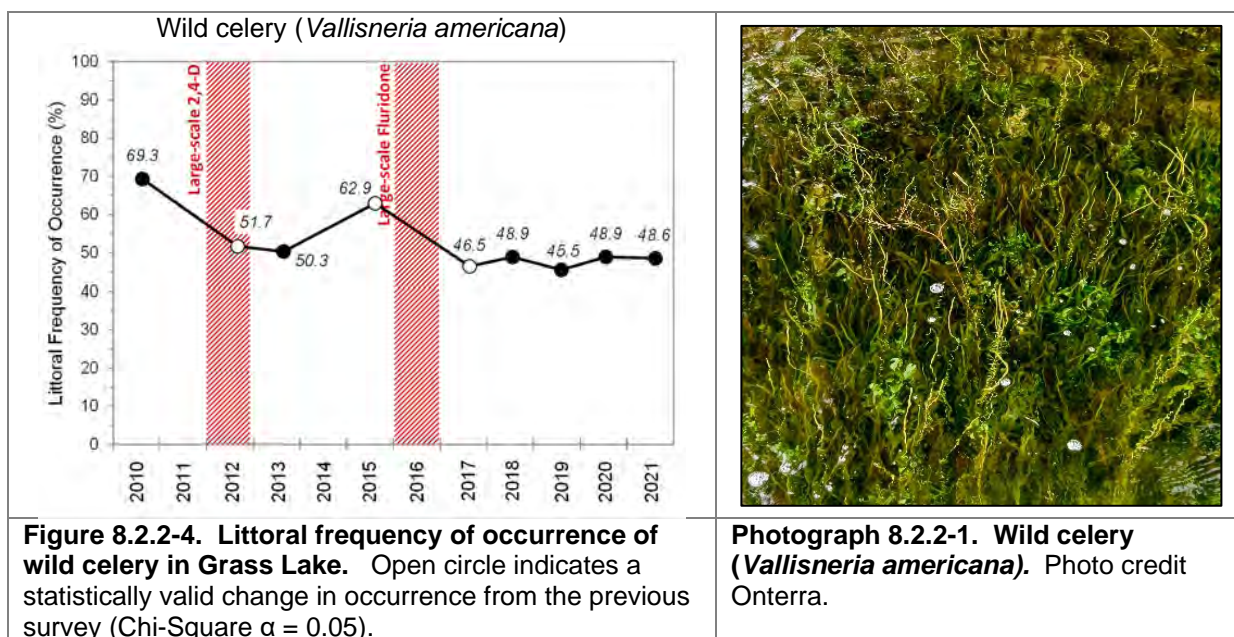 Wild celery (Vallisneria americana)
Littoral Frequency of Occurrence (%)
100
90
80
70
60
50
40
30
20
10
0
Large-scale 2,4-D
Large-scale Fluridone
69.3
51.7
50.3
62.9
46.5
48.9
45.5
48.9
48.6
2010
2011
2012
2013
2014
2015
2016
2017
2018
2019
2020
2021
Figure 8.2.2-4. Littoral frequency of occurrence of
wild celery in Grass Lake. Open circle indicates a
statistically valid change in occurrence from the previous
survey (Chi-Square α = 0.05).
Photograph 8.2.2-1. Wild celery
(Vallisneria americana). Photo credit
Onterra.